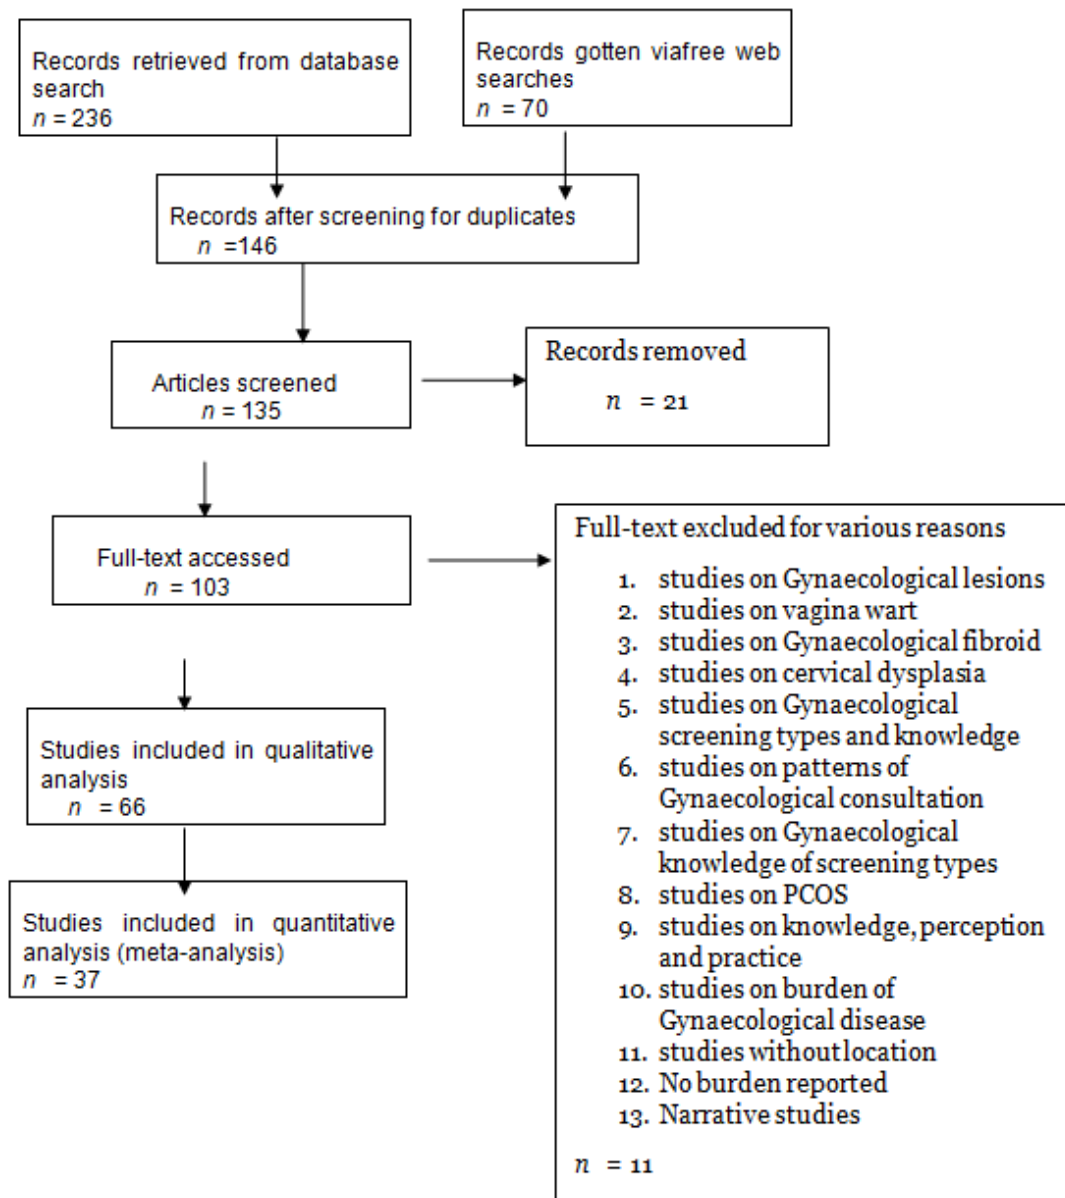 Records retrieved from database
search
n = 236
Records gotten viafree web
searches
n = 70
Records after screening for duplicates
n =146
Articles screened
n = 135
Records removed
n = 21
Full-text accessed
n = 103
Full-text excluded for various reasons
1. studies on Gynaecological lesions
2. studies on vagina wart
3. studies on Gynaecological fibroid
4. studies on cervical dysplasia
5. studies on Gynaecological
screening types and knowledge
6. studies on patterns of
Gynaecological consultation
7. studies on Gynaecological
knowledge of screening types
8. studies on PCOS
9. studies on knowledge, perception
and practice
10. studies on burden of
Gynaecological disease
11. studies without location
12. No burden reported
13. Narrative studies
n = 11
Studies included in qualitative
analysis
n = 66
Studies included in quantitative
analysis (meta-analysis)
n = 37